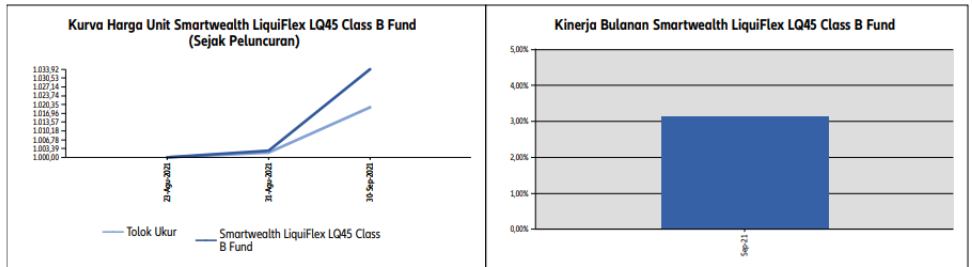 Kurva Harga Unit Smartwealth LiquiFlex LQ45 Class B Fund
(Sejak Peluncuran)
1.033,92
1.030,53
1.027,14
1.023,74
1.020,35
1.016,96
1.013,57
1.010,18
1.006,78
1.003,39
1.000,00
23-Agu-2021
31-Agu-2021
30-Sep-2021
Tolok Ukur
Smartwealth LiquiFlex LQ45 Class
B Fund
Kinerja Bulanan Smartwealth LiquiFlex LQ45 Class B Fund
5,00%
4,00%
3,00%
2,00%
1,00%
0,00%
Sep-21